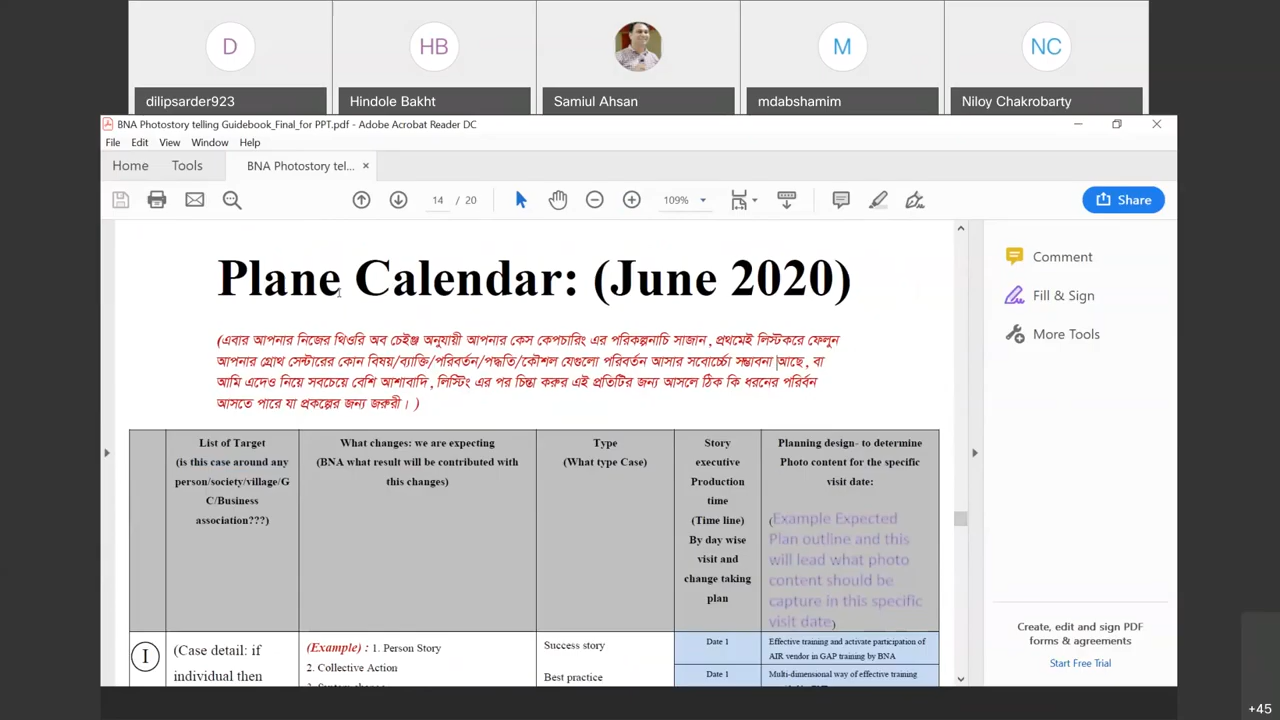 D
HB
M
NC
dilipsarder923
Hindole Bakht
Samiul Ahsan
mdabshamim
Niloy Chakrobarty
BNA Photostory telling Guidebook_Final_for PPT.pdf - Adobe Acrobat Reader DC
File Edit View Window Help
Home Tools BNA Photostory tel... ×
14 / 20 109% Share
Plane Calendar: (June 2020)
(এবার আপনার নিজের থিওরি অব চেইঞ্জ অনুযায়ী আপনার কেস কেপচারিং এর পরিকল্পনাটি সাজান , প্রথমেই লিস্টকরে ফেলুন
আপনার গ্রোথ সেন্টারের কোন বিষয়/ব্যাক্তি/পরিবর্তন/পদ্ধতি/কৌশল যেগুলো পরিবর্তন আসার সবোর্চ্চো সম্ভাবনা আছে , বা
আমি এদেও নিয়ে সবচেয়ে বেশি আশাবাদি , লিস্টিং এর পর চিন্তা করুর এই প্রতিটির জন্য আসলে ঠিক কি ধরনের পরির্বন
আসতে পারে যা প্রকল্পের জন্য জরুরী। )
List of Target
(is this case around any
person/society/village/G
C/Business
association???)
What changes: we are expecting
(BNA what result will be contributed with
this changes)
Type
(What type Case)
Story
executive
Production
time
(Time line)
By day wise
visit and
change taking
plan
Planning design- to determine
Photo content for the specific
visit date:
(Example Expected
Plan outline and this
will lead what photo
content should be
capture in this specific
visit date)
I
(Case detail: if
individual then
(Example) : 1. Person Story
2. Collective Action
Success story
Best practice
Date 1
Effective training and activate participation of
AIR vendor in GAP training by BNA
Date 1
Multi-dimensional way of effective training
Comment
Fill & Sign
More Tools
Create, edit and sign PDF
forms & agreements
Start Free Trial
+45